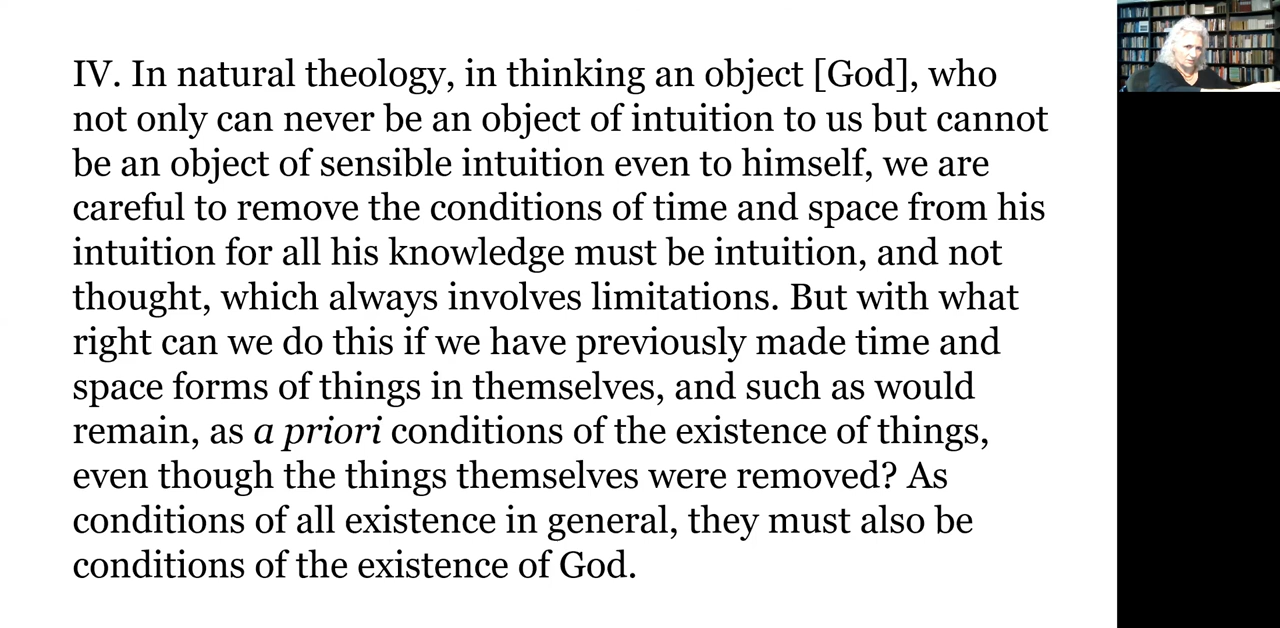 IV. In natural theology, in thinking an object [God], who
not only can never be an object of intuition to us but cannot
be an object of sensible intuition even to himself, we are
careful to remove the conditions of time and space from his
intuition for all his knowledge must be intuition, and not
thought, which always involves limitations. But with what
right can we do this if we have previously made time and
space forms of things in themselves, and such as would
remain, as a priori conditions of the existence of things,
even though the things themselves were removed? As
conditions of all existence in general, they must also be
conditions of the existence of God.